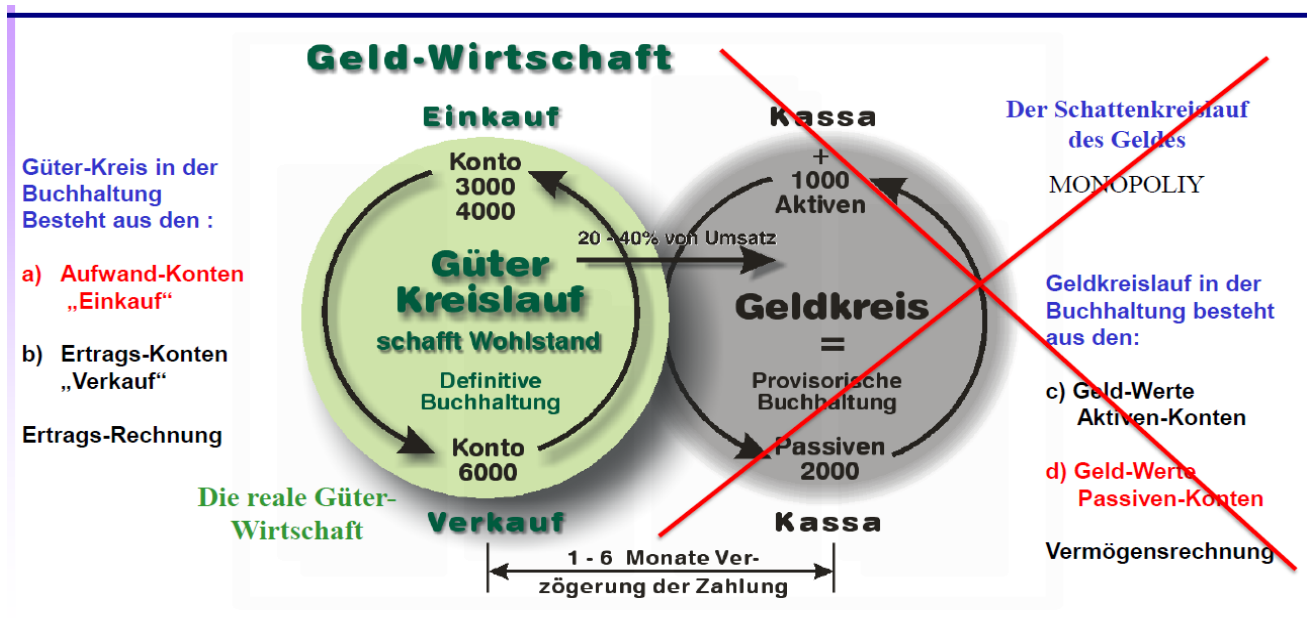 Geld-Wirtschaft
Güter-Kreis in der
Buchhaltung
Besteht aus den :
a) Aufwand-Konten
„Einkauf“
b) Ertrags-Konten
„Verkauf“
Ertrags-Rechnung
Einkauf
Konto
3000
4000
Güter
Kreislauf
schafft Wohlstand
Definitive
Buchhaltung
Konto
6000
Verkauf
Die reale Güter-
Wirtschaft
20 - 40% von Umsatz
Kassa
+
1000
Aktiven
Geldkreis
=
Provisorische
Buchhaltung
Passiven
2000
Kassa
1 - 6 Monate Ver-
zögerung der Zahlung
Der Schattenkreislauf
des Geldes
MONOPOLIY
Geldkreislauf in der
Buchhaltung besteht
aus den:
c) Geld-Werte
Aktiven-Konten
d) Geld-Werte
Passiven-Konten
Vermögensrechnung